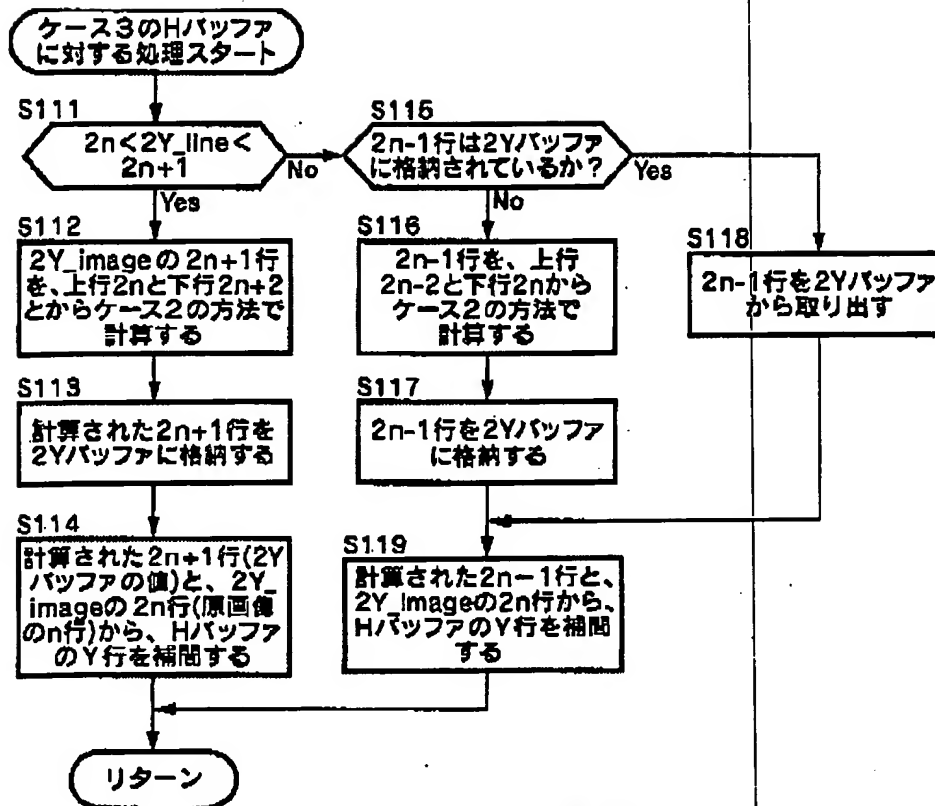 ケース3のHバッファ
に対する処理スタート
S111
2n<2Y_line<
2n+1
No
Yes
S115
2n-1行は2Yバッファ
に格納されているか?
Yes
No
S112
2Y_imageの2n+1行
を、上行2nと下行2n+2
とからケース2の方法で
計算する
S116
2n-1行を、上行
2n-2と下行2nから
ケース2の方法で
計算する
S118
2n-1行を2Yバッファ
から取り出す
S113
計算された2n+1行を
2Yバッファに格納する
S117
2n-1行を2Yバッファ
に格納する
S114
計算された2n+1行(2Y
バッファの値)と、2Y_
imageの2n行(原画像
のn行)から、Hバッファ
のY行を補間する
S119
計算された2n-1行と、
2Y_imageの2n行から、
HバッファのY行を補間
する
リターン